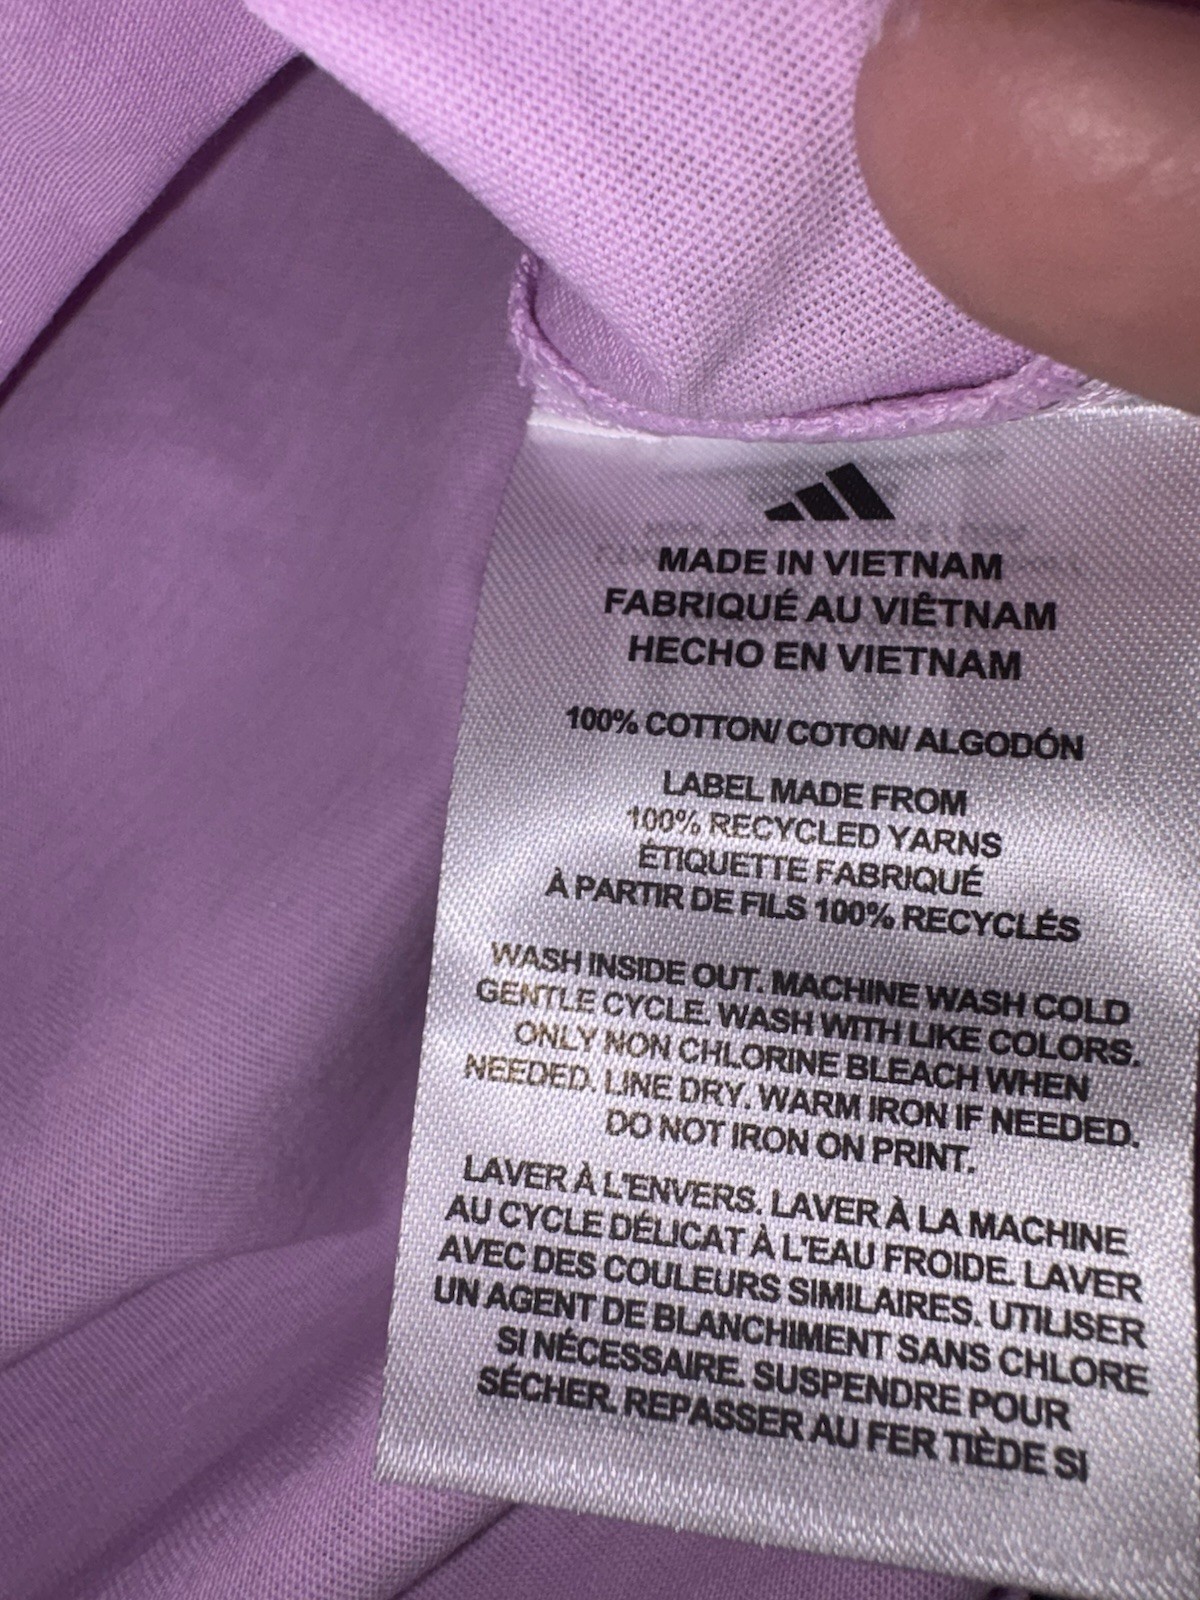 MADE IN VIETNAM
FABRIQUÉ AU VIÊTNAM
HECHO EN VIETNAM
100% COTTON/ COTON/ ALGODÓN
LABEL MADE FROM
100% RECYCLED YARNS
ÉTIQUETTE FABRIQUÉ
À PARTIR DE FILS 100% RECYCLÉS
WASH INSIDE OUT. MACHINE WASH COLD
GENTLE CYCLE. WASH WITH LIKE COLORS.
ONLY NON CHLORINE BLEACH WHEN
NEEDED. LINE DRY. WARM IRON IF NEEDED.
DO NOT IRON ON PRINT.
LAVER À L'ENVERS. LAVER À LA MACHINE
AU CYCLE DÉLICAT À L'EAU FROIDE. LAVER
AVEC DES COULEURS SIMILAIRES. UTILISER
UN AGENT DE BLANCHIMENT SANS CHLORE
SI NÉCESSAIRE. SUSPENDRE POUR
SÉCHER. REPASSER AU FER TIÈDE SI